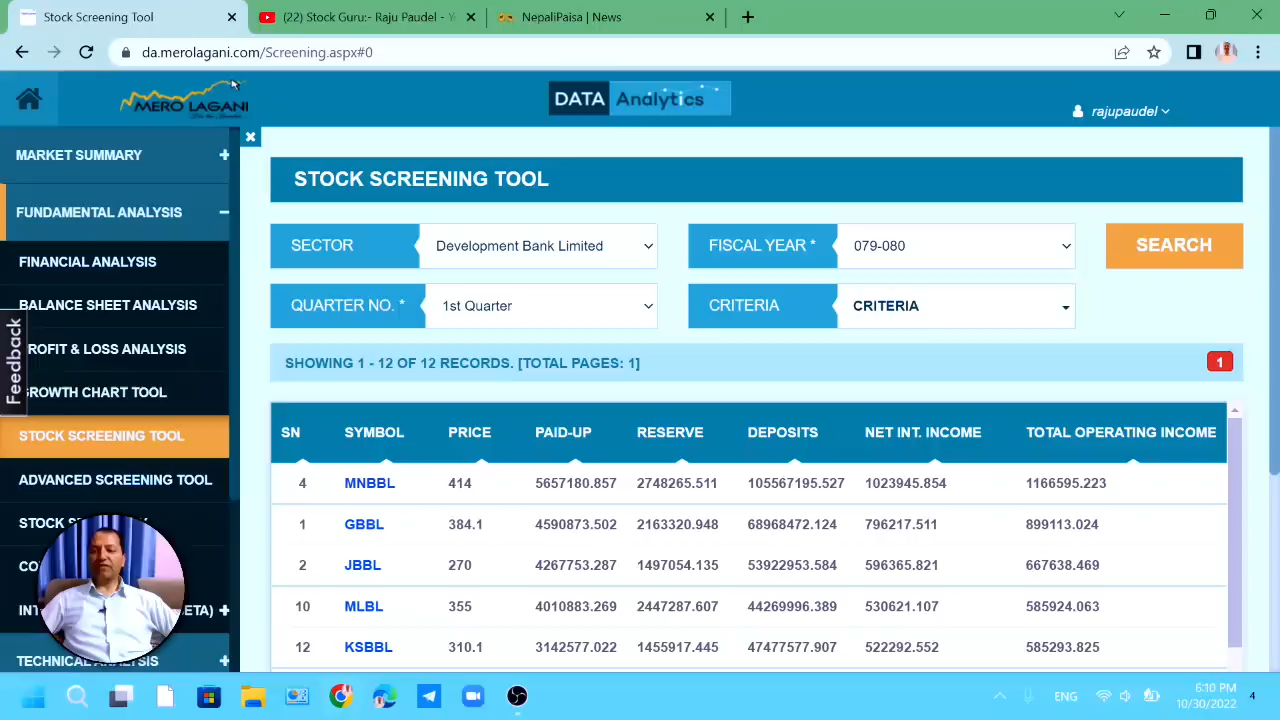 Stock Screening Tool
(22) Stock Guru:- Raju Paudel - Y
NepaliPaisa | News
da.merolagani.com/Screening.aspx#0
MERO LAGANI
DATA Analytics
rajupaudel
MARKET SUMMARY
FUNDAMENTAL ANALYSIS
FINANCIAL ANALYSIS
BALANCE SHEET ANALYSIS
ROFIT & LOSS ANALYSIS
ROWTH CHART TOOL
STOCK SCREENING TOOL
ADVANCED SCREENING TOOL
STOCK
CO
INT
ETA)
TECHNICAL ANALYSIS
Feedback
STOCK SCREENING TOOL
SECTOR Development Bank Limited FISCAL YEAR * 079-080 SEARCH
QUARTER NO. * 1st Quarter CRITERIA CRITERIA
SHOWING 1 - 12 OF 12 RECORDS. [TOTAL PAGES: 1] 1
SN SYMBOL PRICE PAID-UP RESERVE DEPOSITS NET INT. INCOME TOTAL OPERATING INCOME
4 MNBBL 414 5657180.857 2748265.511 105567195.527 1023945.854 1166595.223
1 GBBL 384.1 4590873.502 2163320.948 68968472.124 796217.511 899113.024
2 JBBL 270 4267753.287 1497054.135 53922953.584 596365.821 667638.469
10 MLBL 355 4010883.269 2447287.607 44269996.389 530621.107 585924.063
12 KSBBL 310.1 3142577.022 1455917.445 47477577.907 522292.552 585293.825
ENG
6:10 PM
10/30/2022
4